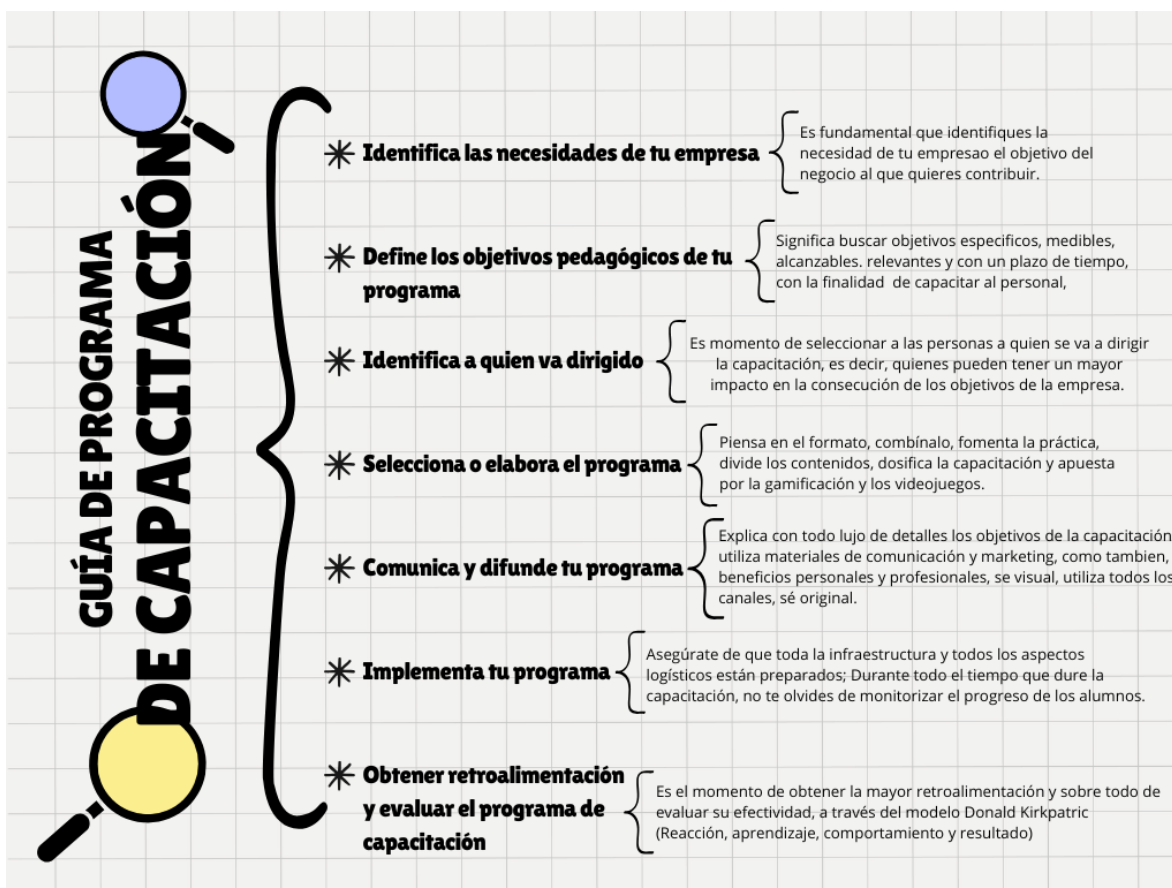 GUÍA DE PROGRAMA
DE CAPACITACIÓN
Identifica las necesidades de tu empresa
Es fundamental que identifiques la
necesidad de tu empresao el objetivo del
negocio al que quieres contribuir.
Define los objetivos pedagógicos de tu
programa
Significa buscar objetivos especificos, medibles,
alcanzables. relevantes y con un plazo de tiempo,
con la finalidad de capacitar al personal,
Identifica a quien va dirigido
Es momento de seleccionar a las personas a quien se va a dirigir
la capacitación, es decir, quienes pueden tener un mayor
impacto en la consecución de los objetivos de la empresa.
Selecciona o elabora el programa
Piensa en el formato, combínalo, fomenta la práctica,
divide los contenidos, dosifica la capacitación y apuesta
por la gamificación y los videojuegos.
Comunica y difunde tu programa
Explica con todo lujo de detalles los objetivos de la capacitación
utiliza materiales de comunicación y marketing, como tambien,
beneficios personales y profesionales, se visual, utiliza todos los
canales, sé original.
Implementa tu programa
Asegúrate de que toda la infraestructura y todos los aspectos
logísticos están preparados; Durante todo el tiempo que dure la
capacitación, no te olvides de monitorizar el progreso de los alumnos.
Obtener retroalimentación
y evaluar el programa de
capacitación
Es el momento de obtener la mayor retroalimentación y sobre todo de
evaluar su efectividad, a través del modelo Donald Kirkpatric
(Reacción, aprendizaje, comportamiento y resultado)